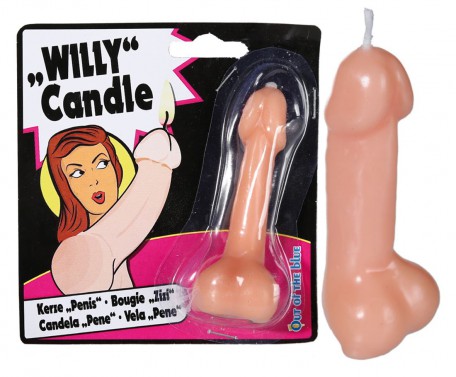 „WILLY“
Candle
Kerze „Penis“ · Bougie „Zizi“
Candela „Pene“ · Vela „Pene“
Out of the blue